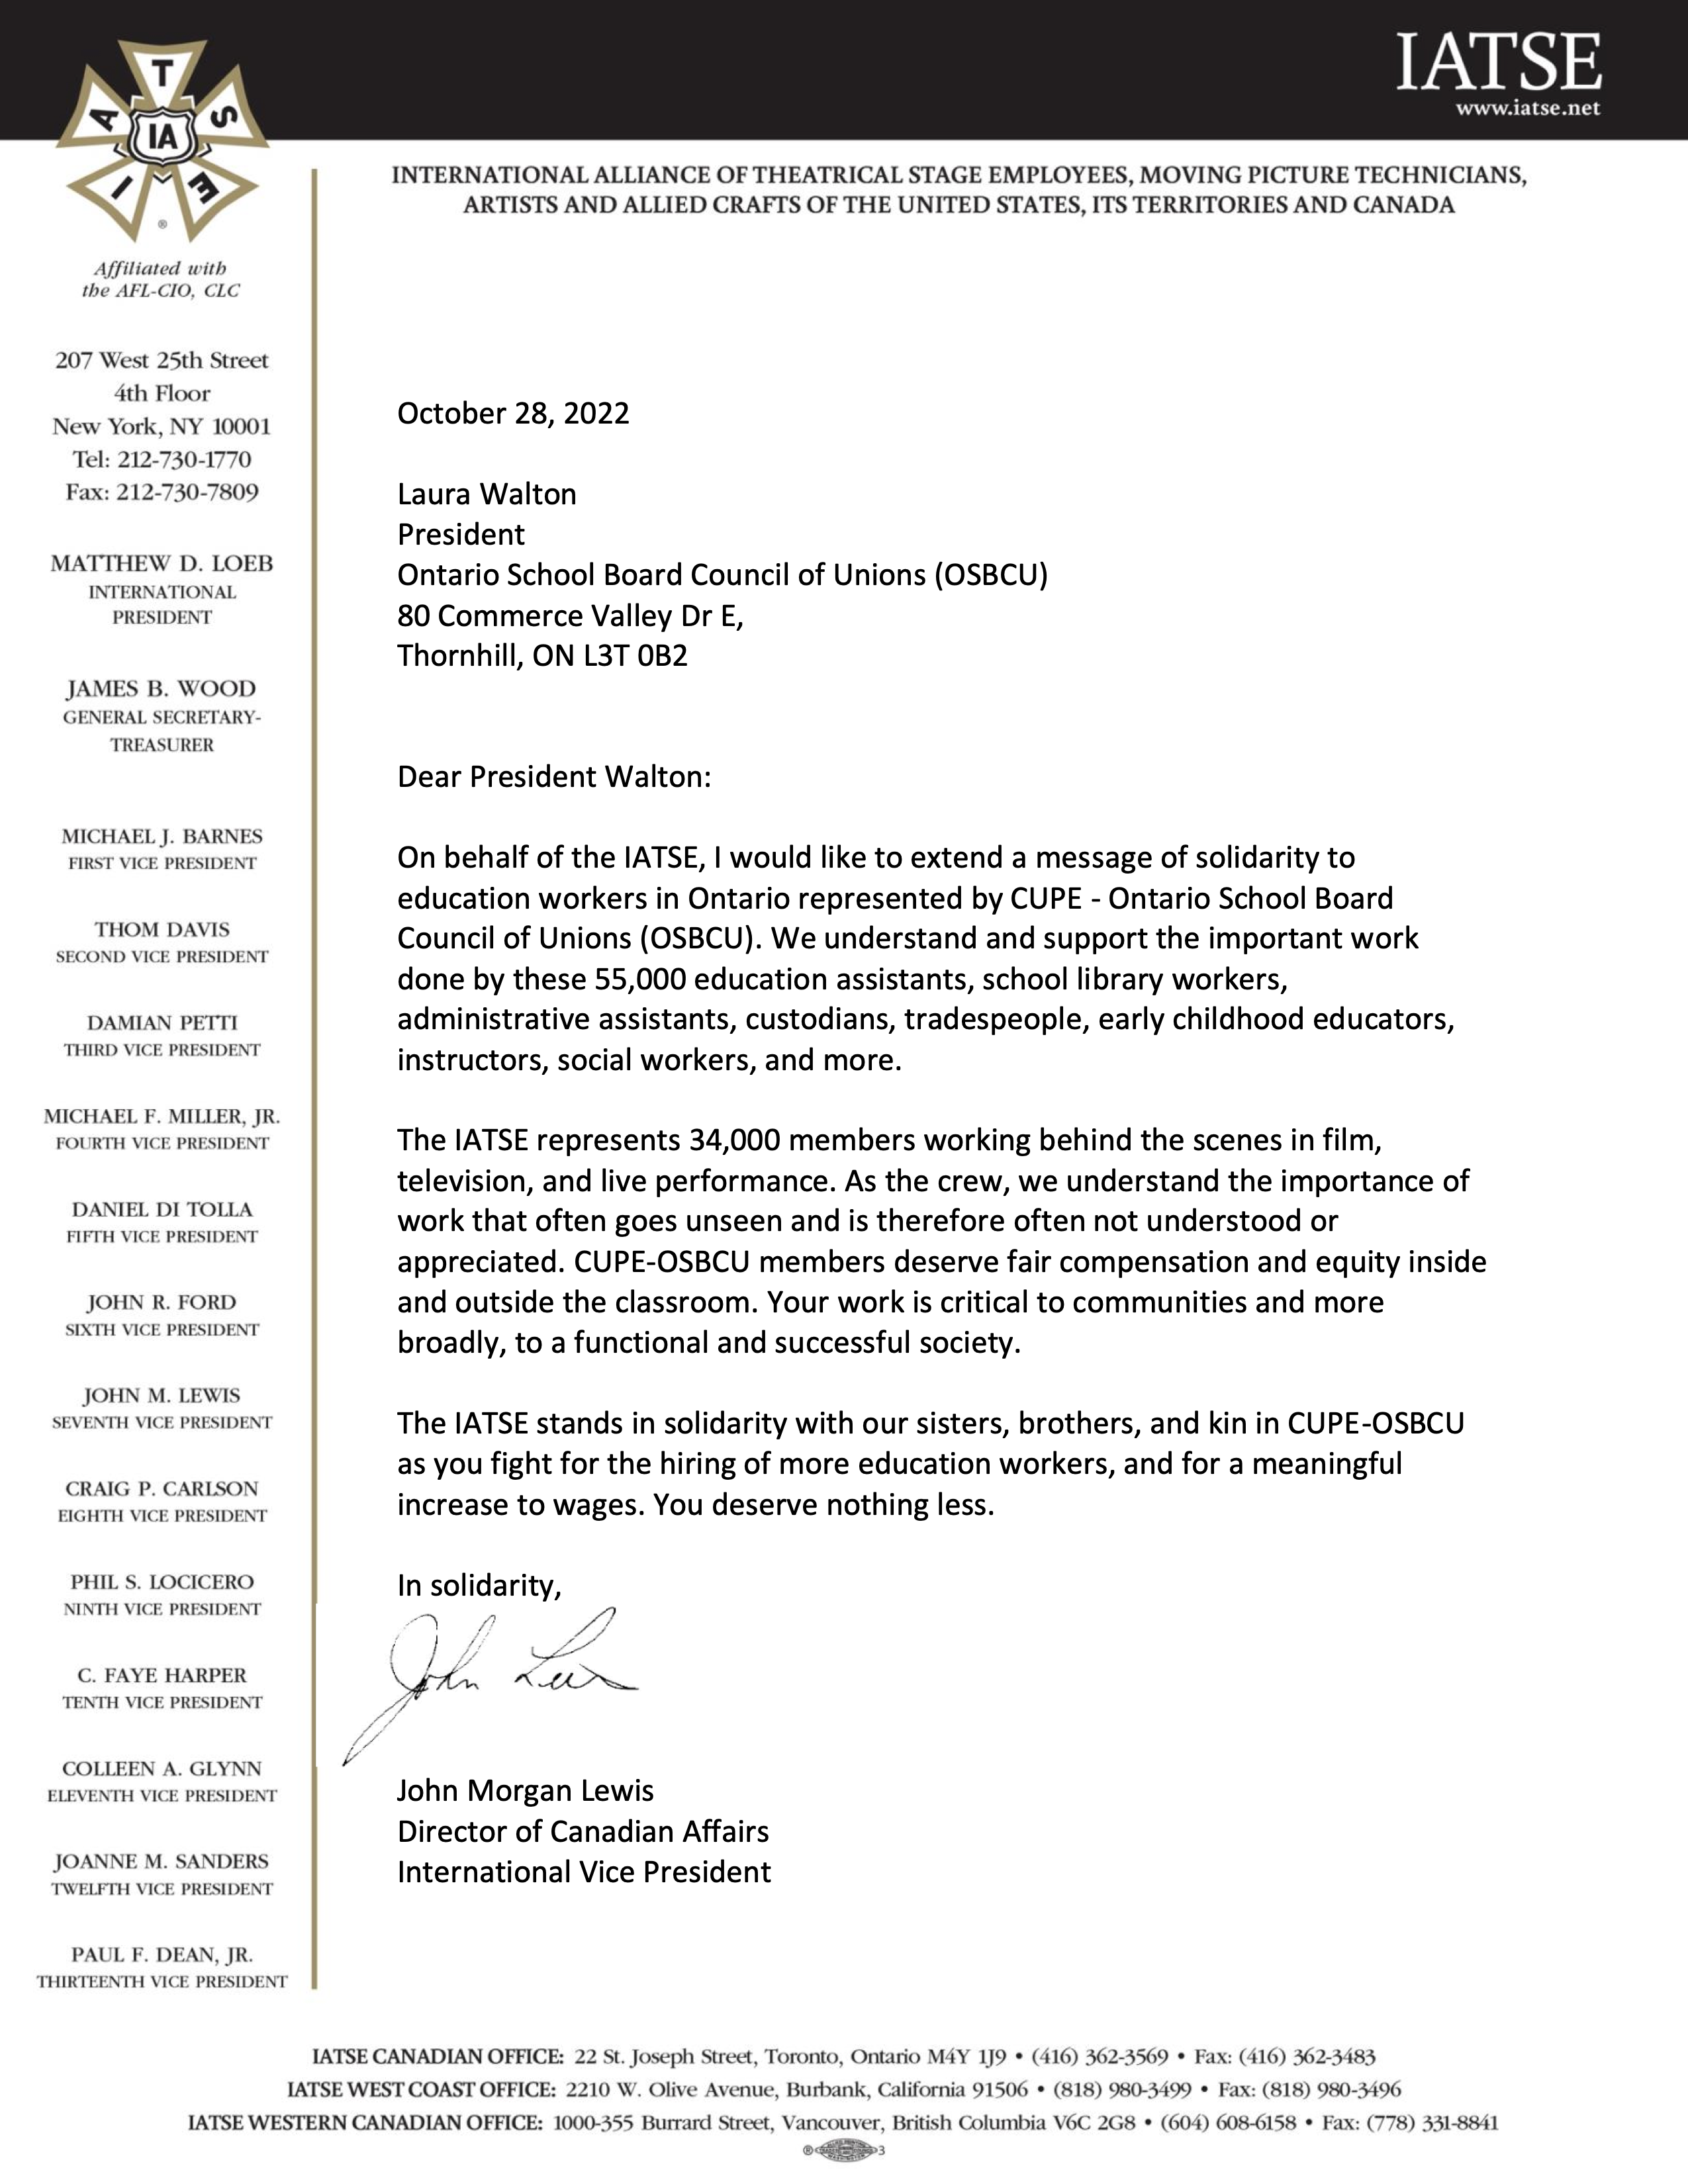 IATSE
www.iatse.net
T
A
S
IA
I
E
®
INTERNATIONAL ALLIANCE OF THEATRICAL STAGE EMPLOYEES, MOVING PICTURE TECHNICIANS,
ARTISTS AND ALLIED CRAFTS OF THE UNITED STATES, ITS TERRITORIES AND CANADA
Affiliated with
the AFL-CIO, CLC
207 West 25th Street
4th Floor
New York, NY 10001
Tel: 212-730-1770
Fax: 212-730-7809
MATTHEW D. LOEB
INTERNATIONAL
PRESIDENT
JAMES B. WOOD
GENERAL SECRETARY-
TREASURER
MICHAEL J. BARNES
FIRST VICE PRESIDENT
THOM DAVIS
SECOND VICE PRESIDENT
DAMIAN PETTI
THIRD VICE PRESIDENT
MICHAEL F. MILLER, JR.
FOURTH VICE PRESIDENT
DANIEL DI TOLLA
FIFTH VICE PRESIDENT
JOHN R. FORD
SIXTH VICE PRESIDENT
JOHN M. LEWIS
SEVENTH VICE PRESIDENT
CRAIG P. CARLSON
EIGHTH VICE PRESIDENT
PHIL S. LOCICERO
NINTH VICE PRESIDENT
C. FAYE HARPER
TENTH VICE PRESIDENT
COLLEEN A. GLYNN
ELEVENTH VICE PRESIDENT
JOANNE M. SANDERS
TWELFTH VICE PRESIDENT
PAUL F. DEAN, JR.
THIRTEENTH VICE PRESIDENT
October 28, 2022
Laura Walton
President
Ontario School Board Council of Unions (OSBCU)
80 Commerce Valley Dr E,
Thornhill, ON L3T 0B2
Dear President Walton:
On behalf of the IATSE, I would like to extend a message of solidarity to
education workers in Ontario represented by CUPE - Ontario School Board
Council of Unions (OSBCU). We understand and support the important work
done by these 55,000 education assistants, school library workers,
administrative assistants, custodians, tradespeople, early childhood educators,
instructors, social workers, and more.
The IATSE represents 34,000 members working behind the scenes in film,
television, and live performance. As the crew, we understand the importance of
work that often goes unseen and is therefore often not understood or
appreciated. CUPE-OSBCU members deserve fair compensation and equity inside
and outside the classroom. Your work is critical to communities and more
broadly, to a functional and successful society.
The IATSE stands in solidarity with our sisters, brothers, and kin in CUPE-OSBCU
as you fight for the hiring of more education workers, and for a meaningful
increase to wages. You deserve nothing less.
In solidarity,
John Lewis
John Morgan Lewis
Director of Canadian Affairs
International Vice President
IATSE CANADIAN OFFICE: 22 St. Joseph Street, Toronto, Ontario M4Y 1J9 • (416) 362-3569 • Fax: (416) 362-3483
IATSE WEST COAST OFFICE: 2210 W. Olive Avenue, Burbank, California 91506 • (818) 980-3499 • Fax: (818) 980-3496
IATSE WESTERN CANADIAN OFFICE: 1000-355 Burrard Street, Vancouver, British Columbia V6C 2G8 • (604) 608-6158 • Fax: (778) 331-8841
® 3